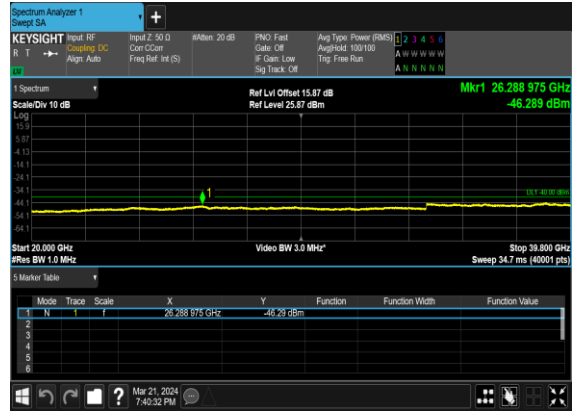 Spectrum Analyzer 1
Swept SA
+
KEYSIGHT
R T
Input: RF
Coupling: DC
Align: Auto
Input Z: 50 Ω
Corr CCorr
Freq Ref: Int (S)
#Atten: 20 dB
PNO: Fast
Gate: Off
IF Gain: Low
Sig Track: Off
Avg Type: Power (RMS)
Avg|Hold: 100/100
Trig: Free Run
1 2 3 4 5 6
A W W W W W
A N N N N N
1 Spectrum
Scale/Div 10 dB
Ref Lvl Offset 15.87 dB
Ref Level 25.87 dBm
Mkr1 26.288 975 GHz
-46.289 dBm
Log
15.9
5.87
-4.13
-14.1
-24.1
-34.1
-44.1
-54.1
-64.1
1
DL1 -40.00 dBm
Start 20.000 GHz
#Res BW 1.0 MHz
Video BW 3.0 MHz*
Stop 39.800 GHz
Sweep 34.7 ms (40001 pts)
5 Marker Table
Mode Trace Scale X Y Function Function Width Function Value
1 N 1 f 26.288 975 GHz -46.29 dBm
2
3
4
5
6
?
Mar 21, 2024
7:40:32 PM